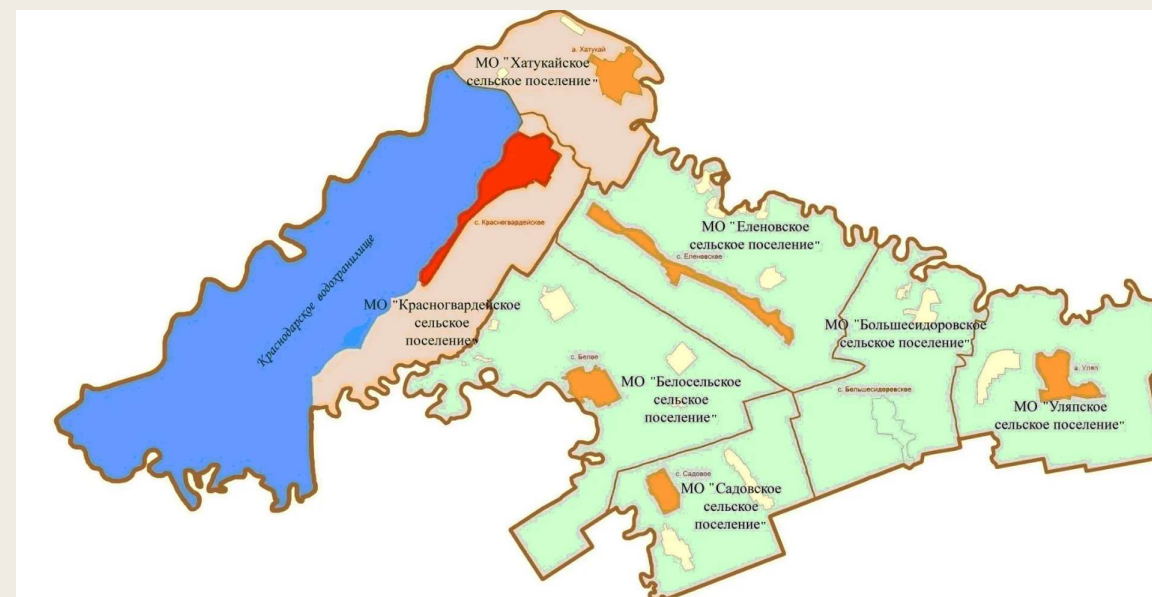 а. Хатукай
МО "Хатукайское
сельское поселение"
с. Красногвардейское
МО "Красногвардейское
сельское
поселение"
Краснодарское водохранилище
МО "Еленовское
сельское поселение"
с. Еленовское
МО "Большесидоровское
сельское поселение"
с. Большесидоровское
с. Белое
МО "Белосельское
сельское
поселение"
а. Уляп
МО "Уляпское
сельское поселение"
с. Садовое
МО "Садовское
сельское
поселение"